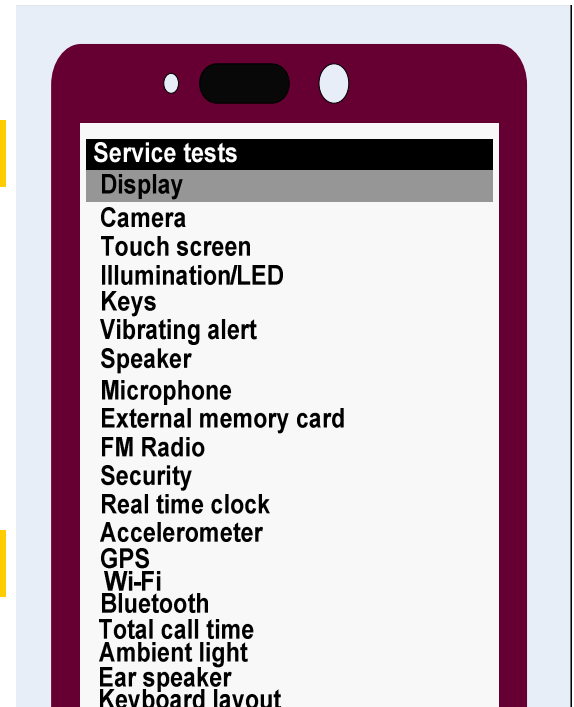 Service tests
Display
Camera
Touch screen
Illumination/LED
Keys
Vibrating alert
Speaker
Microphone
External memory card
FM Radio
Security
Real time clock
Accelerometer
GPS
Wi-Fi
Bluetooth
Total call time
Ambient light
Ear speaker
Keyboard layout